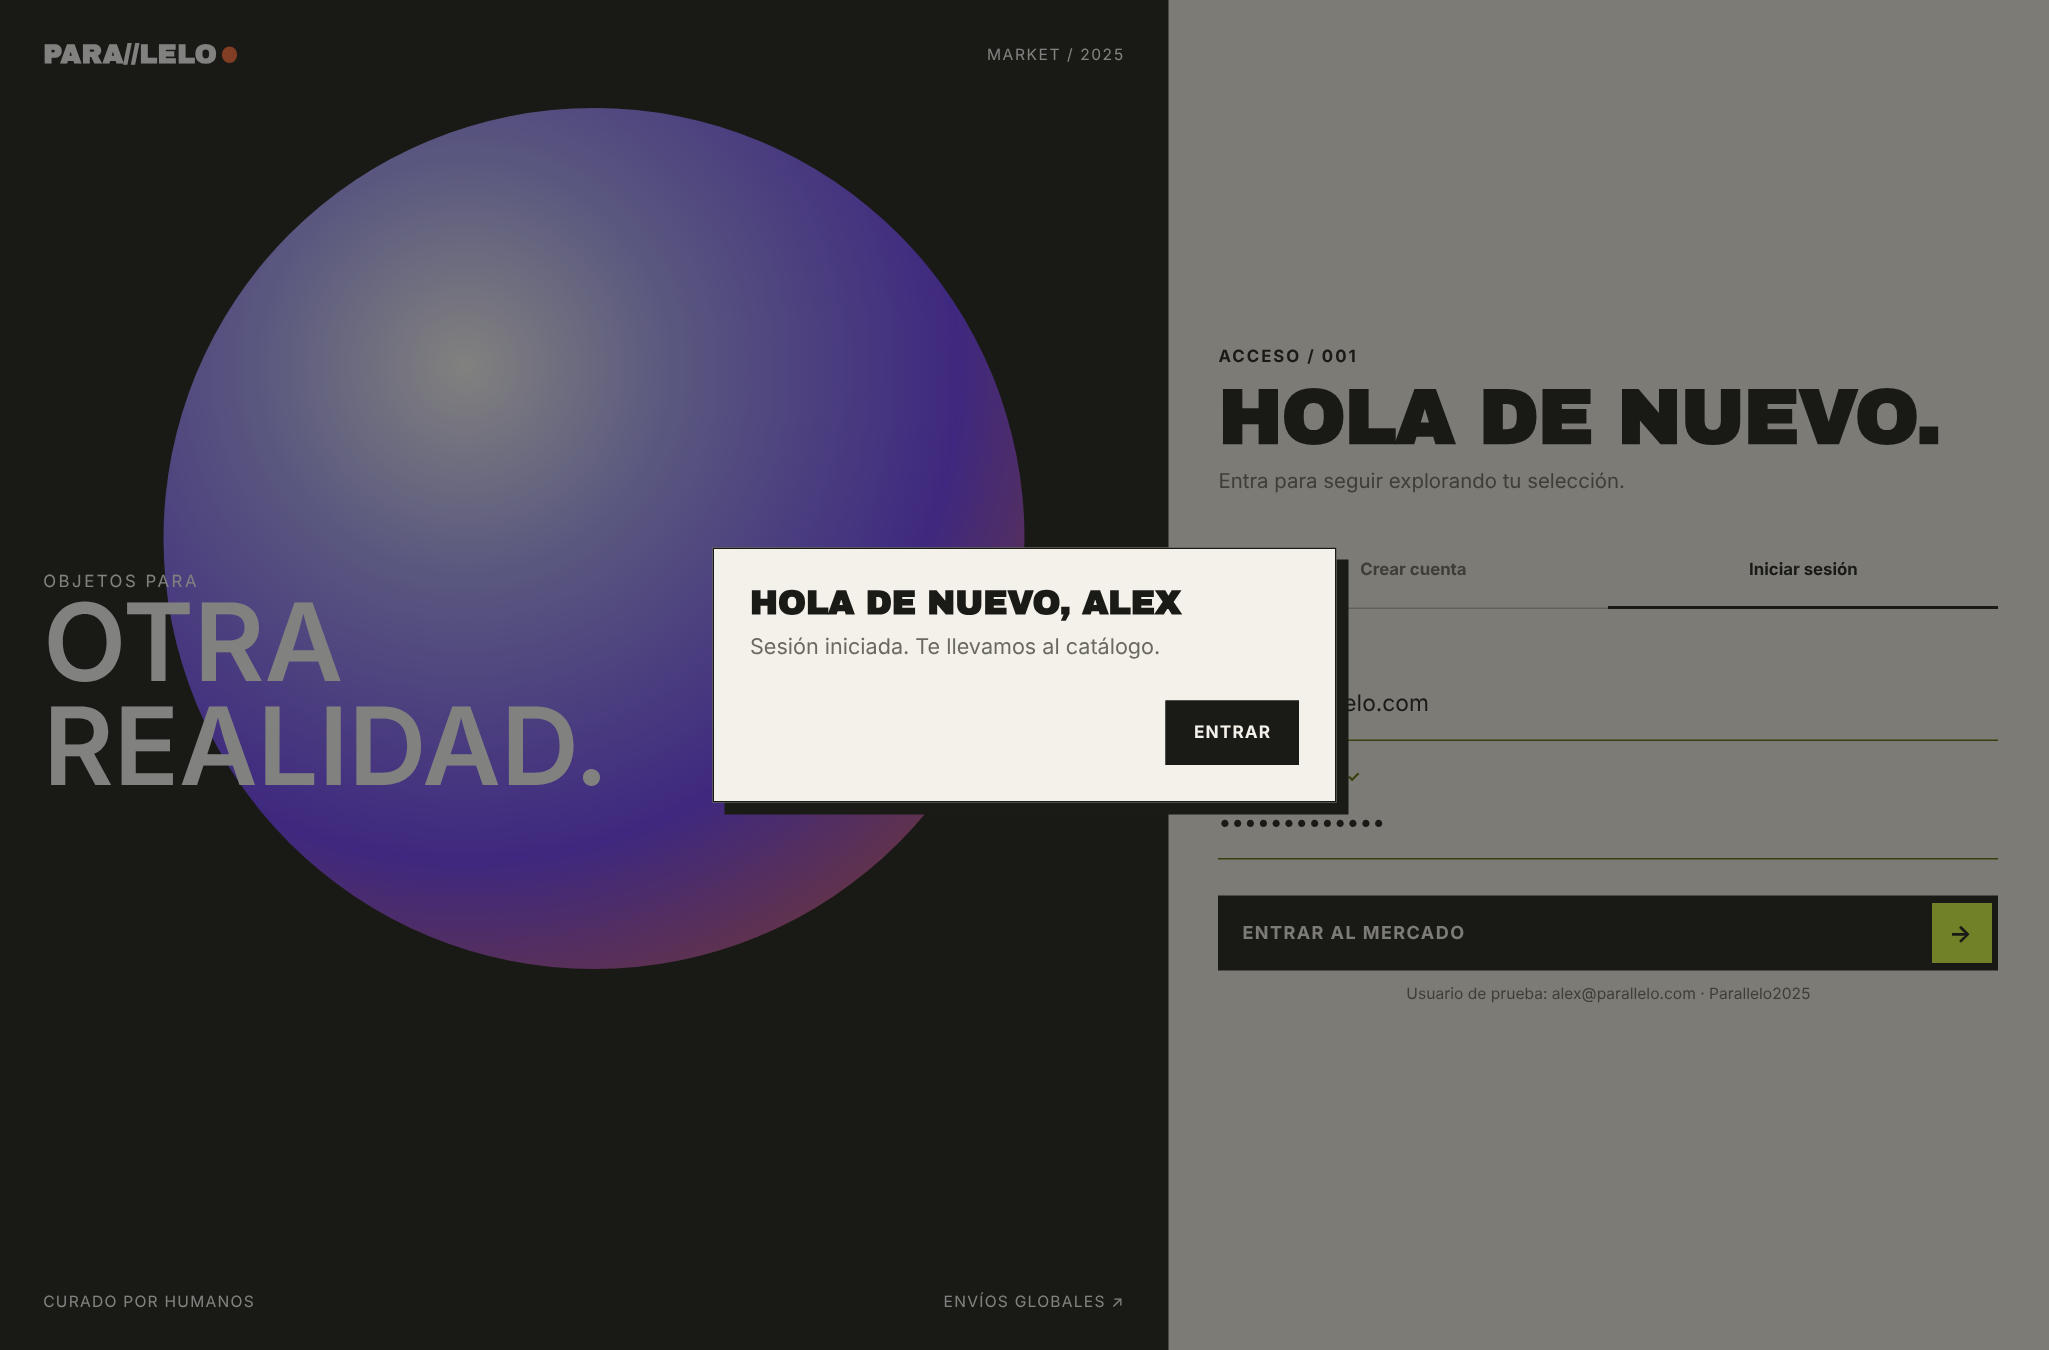 PARA//LELO
MARKET / 2025
OBJETOS PARA
OTRA
REALIDAD.
CURADO POR HUMANOS
ENVÍOS GLOBALES ↗
ACCESO / 001
HOLA DE NUEVO.
Entra para seguir explorando tu selección.
Crear cuenta
Iniciar sesión
HOLA DE NUEVO, ALEX
Sesión iniciada. Te llevamos al catálogo.
ENTRAR
elo.com
••••••••••••• 
ENTRAR AL MERCADO →
Usuario de prueba: alex@parallelo.com · Parallelo2025